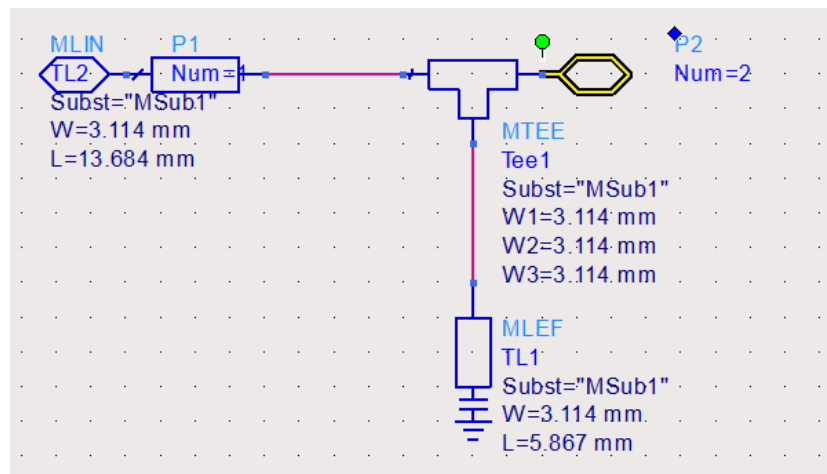 MLIN P1 P2
TL2 Num=1 Num=2
Subst="MSub1"
W=3.114 mm
L=13.684 mm
MTEE
Tee1
Subst="MSub1"
W1=3.114 mm
W2=3.114 mm
W3=3.114 mm
MLEF
TL1
Subst="MSub1"
W=3.114 mm
L=5.867 mm